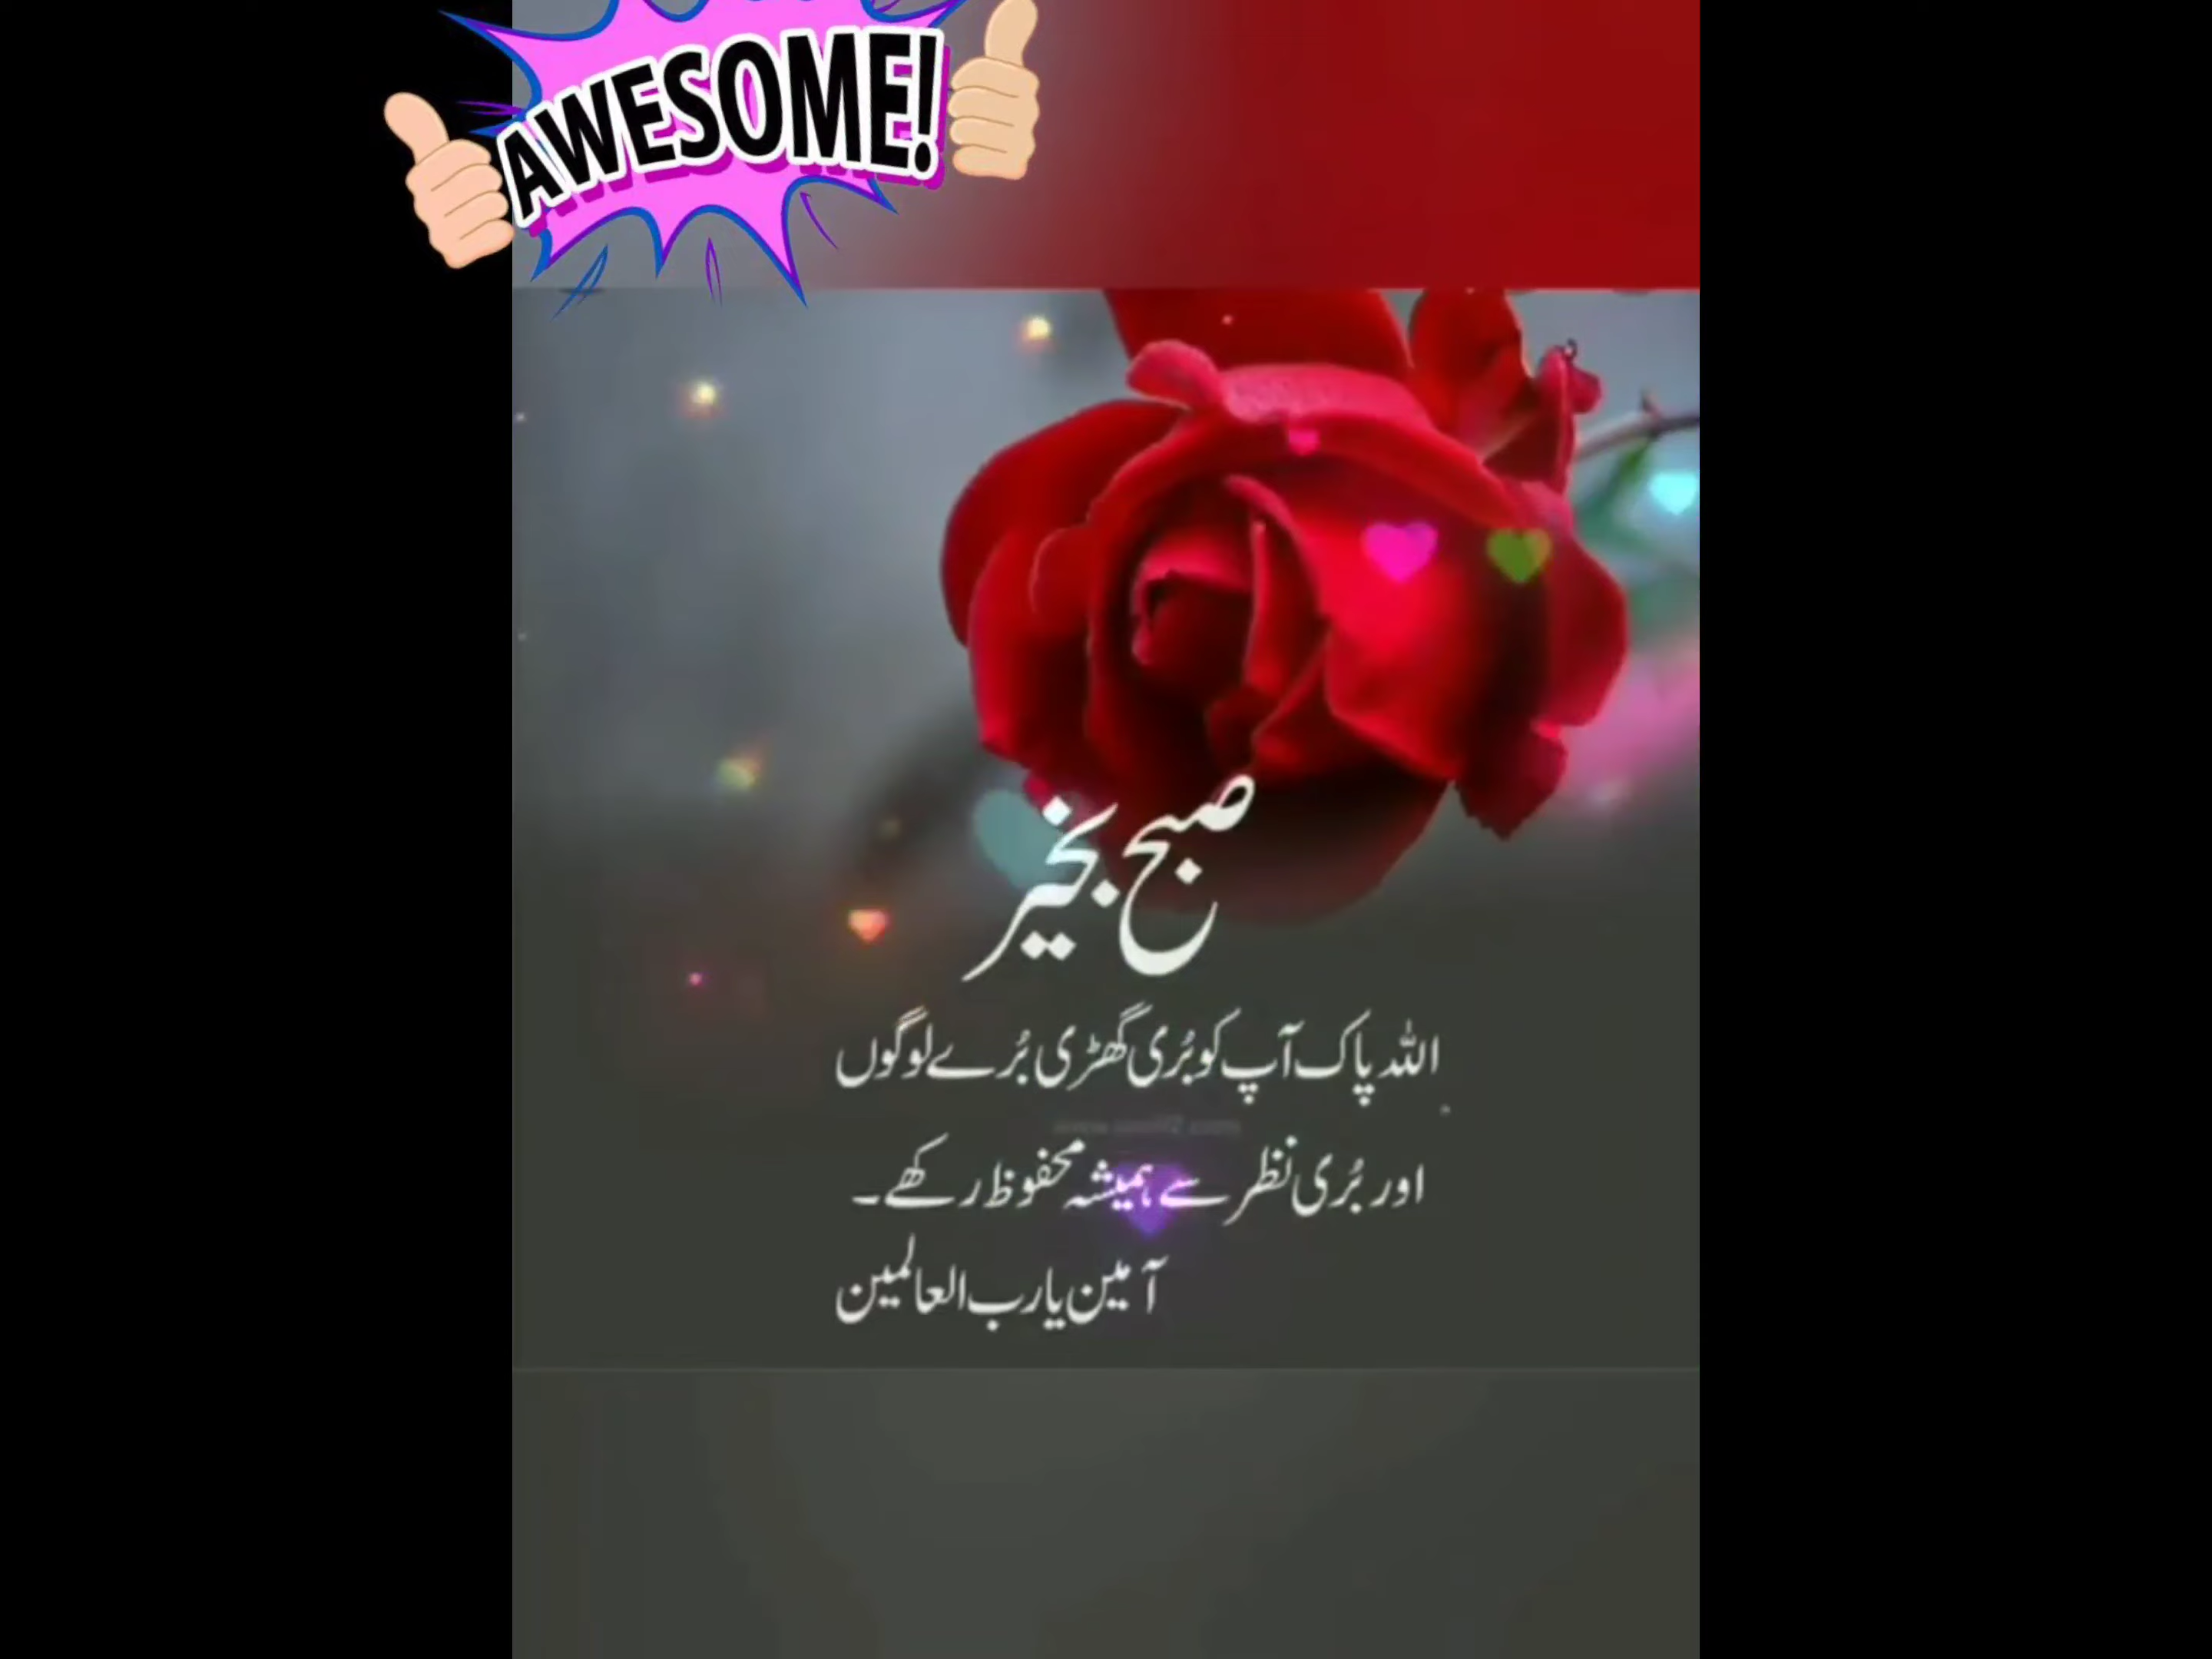 AWESOME!
صبح بخیر
اللہ پاک آپ کو بُری گھڑی بُرے لوگوں
اور بُری نظر سے ہمیشہ محفوظ رکھے۔
آمین یارب العالمین